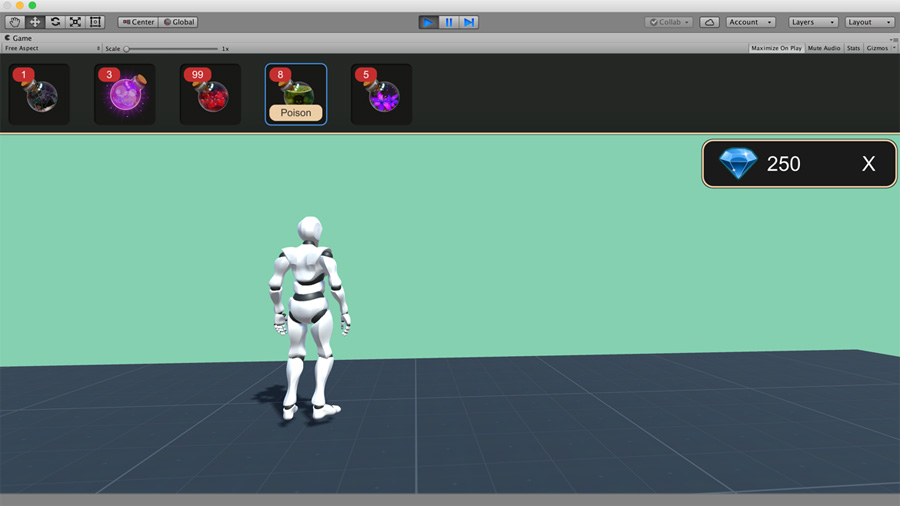 Center Global Collab Account Layers Layout
Game
Free Aspect Scale 1x Maximize On Play Mute Audio Stats Gizmos
1 3 99 8 5
Poison
250 X